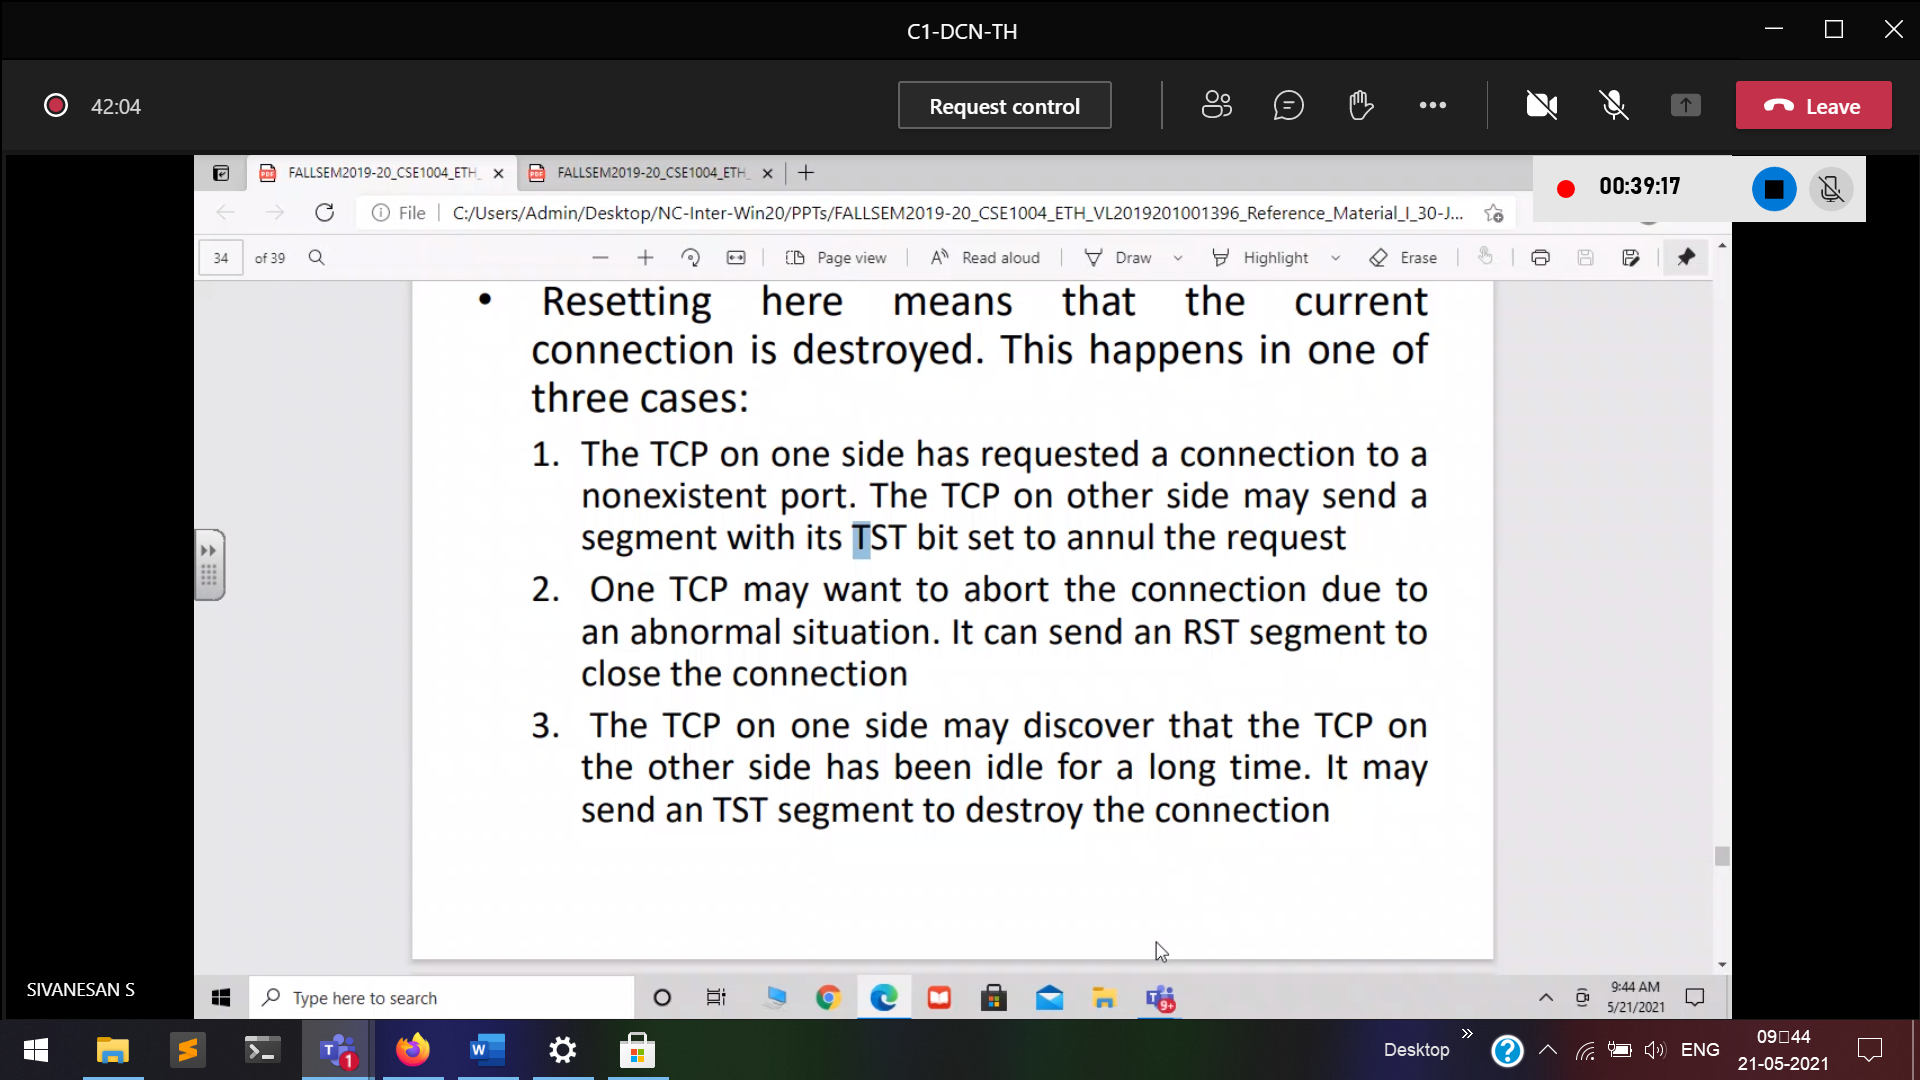 C1-DCN-TH
42:04
Request control
Leave
FALLSEM2019-20_CSE1004_ETH_
FALLSEM2019-20_CSE1004_ETH_
00:39:17
File
C:/Users/Admin/Desktop/NC-Inter-Win20/PPTs/FALLSEM2019-20_CSE1004_ETH_VL2019201001396_Reference_Material_I_30-J...
34 of 39
Page view
Read aloud
Draw
Highlight
Erase
• Resetting here means that the current
connection is destroyed. This happens in one of
three cases:
1. The TCP on one side has requested a connection to a
nonexistent port. The TCP on other side may send a
segment with its TST bit set to annul the request
2. One TCP may want to abort the connection due to
an abnormal situation. It can send an RST segment to
close the connection
3. The TCP on one side may discover that the TCP on
the other side has been idle for a long time. It may
send an TST segment to destroy the connection
SIVANESAN S
Type here to search
9+
9:44 AM
5/21/2021
1
Desktop
ENG
09□44
21-05-2021